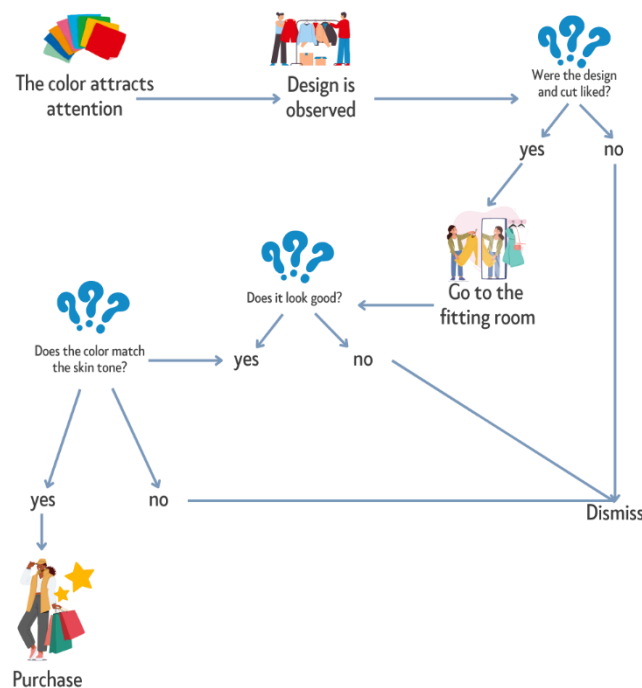 The color attracts
attention
Design is
observed
Were the design
and cut liked?
yes
no
Go to the
fitting room
Does it look good?
yes
no
Does the color match
the skin tone?
yes
no
Dismiss
Purchase